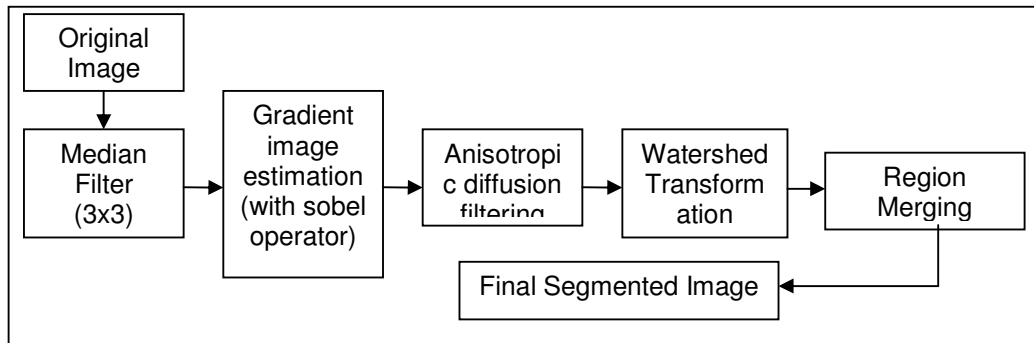 Original
Image
Median
Filter
(3x3)
Gradient
image
estimation
(with sobel
operator)
Anisotropi
c diffusion
filtering
Watershed
Transform
ation
Region
Merging
Final Segmented Image